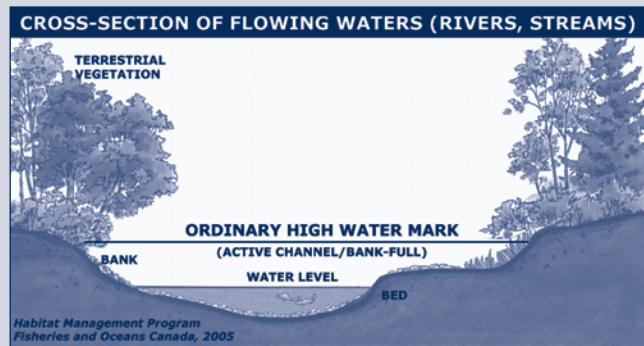 CROSS-SECTION OF FLOWING WATERS (RIVERS, STREAMS)
TERRESTRIAL
VEGETATION
ORDINARY HIGH WATER MARK
(ACTIVE CHANNEL/BANK-FULL)
BANK
WATER LEVEL
BED
Habitat Management Program
Fisheries and Oceans Canada, 2005